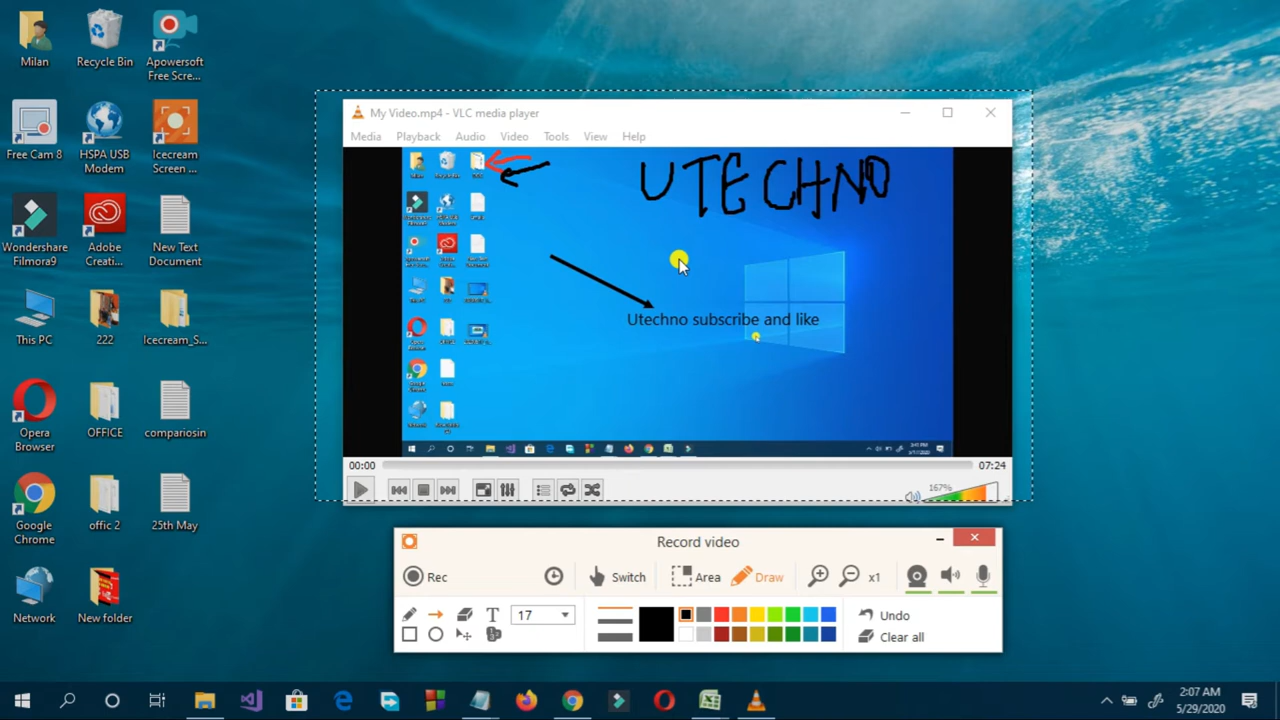 Milan
Recycle Bin
Apowersoft
Free Scre...
Free Cam 8
HSPA USB
Modem
Icecream
Screen ...
Wondershare
Filmora9
Adobe
Creati...
New Text
Document
This PC
222
Icecream_S...
Opera
Browser
OFFICE
compariosin
Google
Chrome
offic 2
25th May
Network
New folder
My Video.mp4 - VLC media player
Media Playback Audio Video Tools View Help
UTECHNO
Utechno subscribe and like
00:00
07:24
167%
Record video
Rec
Switch
Area
Draw
x1
T
17
Undo
Clear all
2:07 AM
5/29/2020